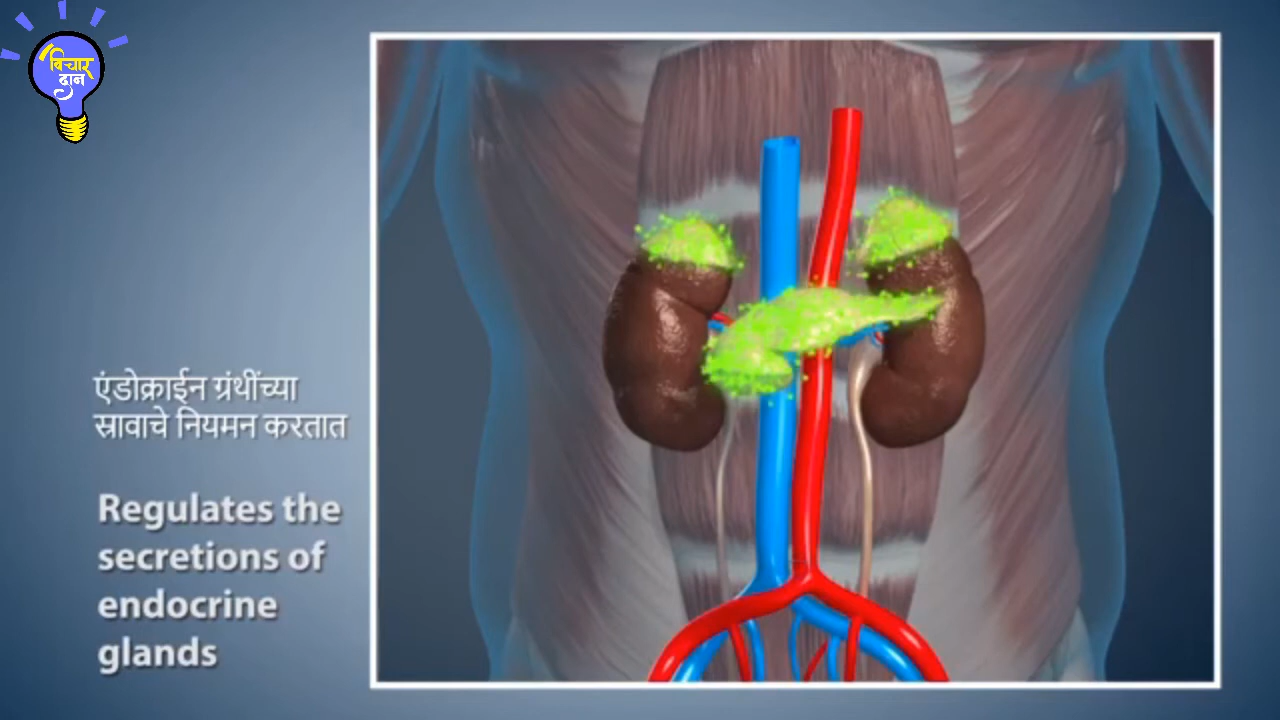 विचार
दान
एंडोक्राईन ग्रंथींच्या
स्रावाचे नियमन करतात
Regulates the
secretions of
endocrine
glands